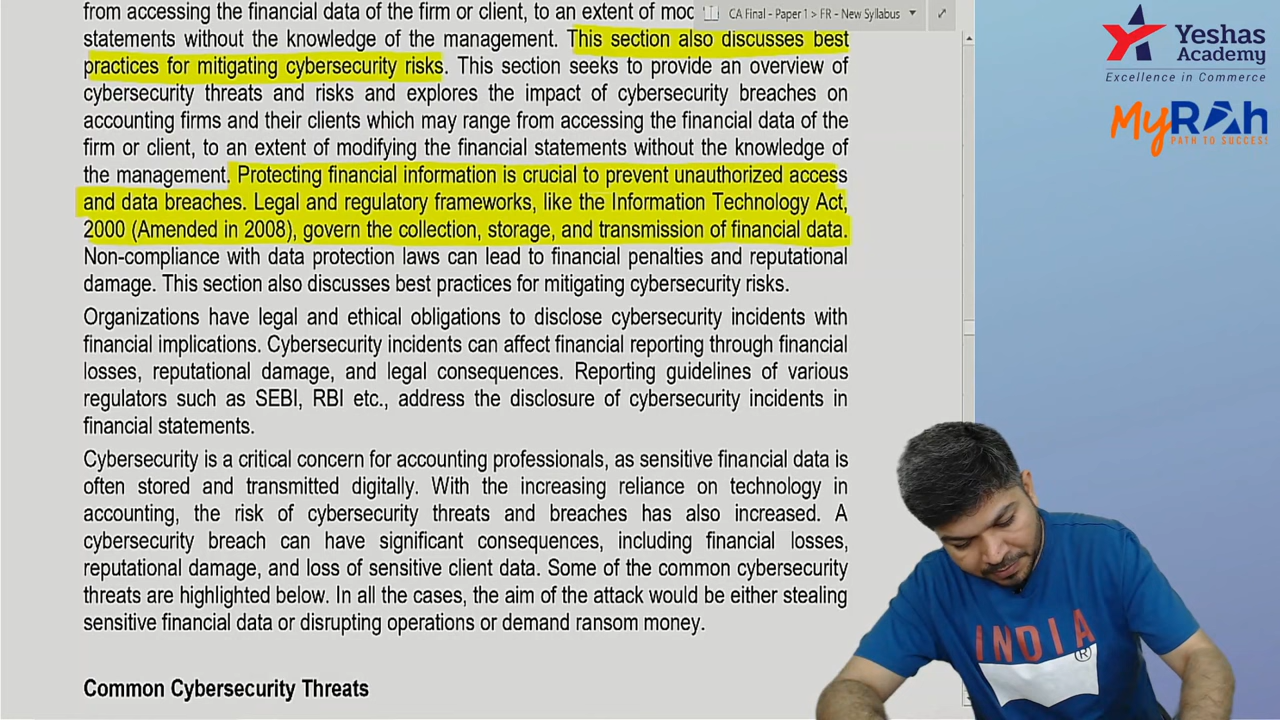 from accessing the financial data of the firm or client, to an extent of
statements without the knowledge of the management. This section also discusses best
practices for mitigating cybersecurity risks. This section seeks to provide an overview of
cybersecurity threats and risks and explores the impact of cybersecurity breaches on
accounting firms and their clients which may range from accessing the financial data of the
firm or client, to an extent of modifying the financial statements without the knowledge of
the management. Protecting financial information is crucial to prevent unauthorized access
and data breaches. Legal and regulatory frameworks, like the Information Technology Act,
2000 (Amended in 2008), govern the collection, storage, and transmission of financial data.
Non-compliance with data protection laws can lead to financial penalties and reputational
damage. This section also discusses best practices for mitigating cybersecurity risks.
Organizations have legal and ethical obligations to disclose cybersecurity incidents with
financial implications. Cybersecurity incidents can affect financial reporting through financial
losses, reputational damage, and legal consequences. Reporting guidelines of various
regulators such as SEBI, RBI etc., address the disclosure of cybersecurity incidents in
financial statements.
Cybersecurity is a critical concern for accounting professionals, as sensitive financial data is
often stored and transmitted digitally. With the increasing reliance on technology in
accounting, the risk of cybersecurity threats and breaches has also increased. A
cybersecurity breach can have significant consequences, including financial losses,
reputational damage, and loss of sensitive client data. Some of the common cybersecurity
threats are highlighted below. In all the cases, the aim of the attack would be either stealing
sensitive financial data or disrupting operations or demand ransom money.
Common Cybersecurity Threats
CA Final - Paper 1 > FR - New Syllabus
Yeshas
Academy
Excellence in Commerce
MyRAh
PATH TO SUCCESS
INDIA
®